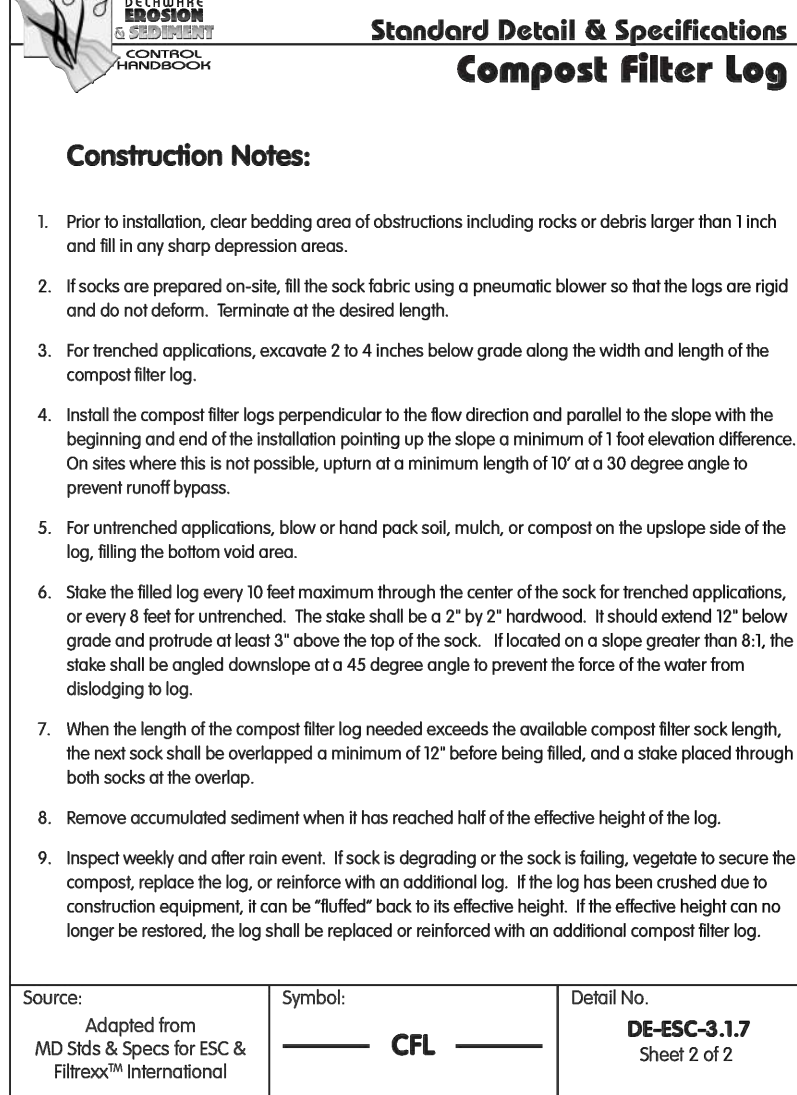 DELAWARE
EROSION
& SEDIMENT
CONTROL
HANDBOOK
Standard Detail & Specifications
Compost Filter Log
Construction Notes:
1. Prior to installation, clear bedding area of obstructions including rocks or debris larger than 1 inch
and fill in any sharp depression areas.
2. If socks are prepared on-site, fill the sock fabric using a pneumatic blower so that the logs are rigid
and do not deform. Terminate at the desired length.
3. For trenched applications, excavate 2 to 4 inches below grade along the width and length of the
compost filter log.
4. Install the compost filter logs perpendicular to the flow direction and parallel to the slope with the
beginning and end of the installation pointing up the slope a minimum of 1 foot elevation difference.
On sites where this is not possible, upturn at a minimum length of 10' at a 30 degree angle to
prevent runoff bypass.
5. For untrenched applications, blow or hand pack soil, mulch, or compost on the upslope side of the
log, filling the bottom void area.
6. Stake the filled log every 10 feet maximum through the center of the sock for trenched applications,
or every 8 feet for untrenched. The stake shall be a 2" by 2" hardwood. It should extend 12" below
grade and protrude at least 3" above the top of the sock. If located on a slope greater than 8:1, the
stake shall be angled downslope at a 45 degree angle to prevent the force of the water from
dislodging to log.
7. When the length of the compost filter log needed exceeds the available compost filter sock length,
the next sock shall be overlapped a minimum of 12" before being filled, and a stake placed through
both socks at the overlap.
8. Remove accumulated sediment when it has reached half of the effective height of the log.
9. Inspect weekly and after rain event. If sock is degrading or the sock is failing, vegetate to secure the
compost, replace the log, or reinforce with an additional log. If the log has been crushed due to
construction equipment, it can be “fluffed” back to its effective height. If the effective height can no
longer be restored, the log shall be replaced or reinforced with an additional compost filter log.
Source:
Adapted from
MD Stds & Specs for ESC &
Filtrexx™ International
Symbol:
CFL
Detail No.
DE-ESC-3.1.7
Sheet 2 of 2